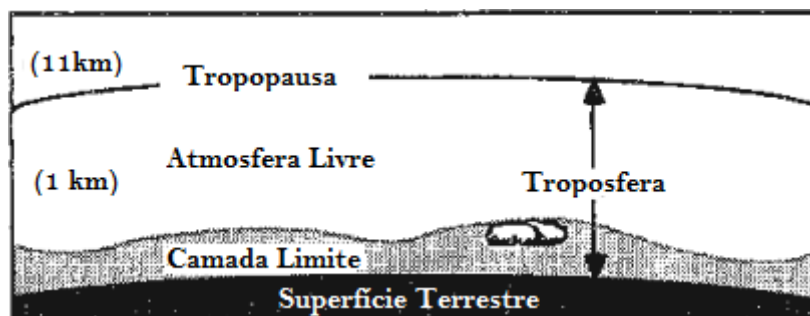 (11km)
Tropopausa
Atmosfera Livre
(1 km)
Troposfera
Camada Limite
Superfície Terrestre